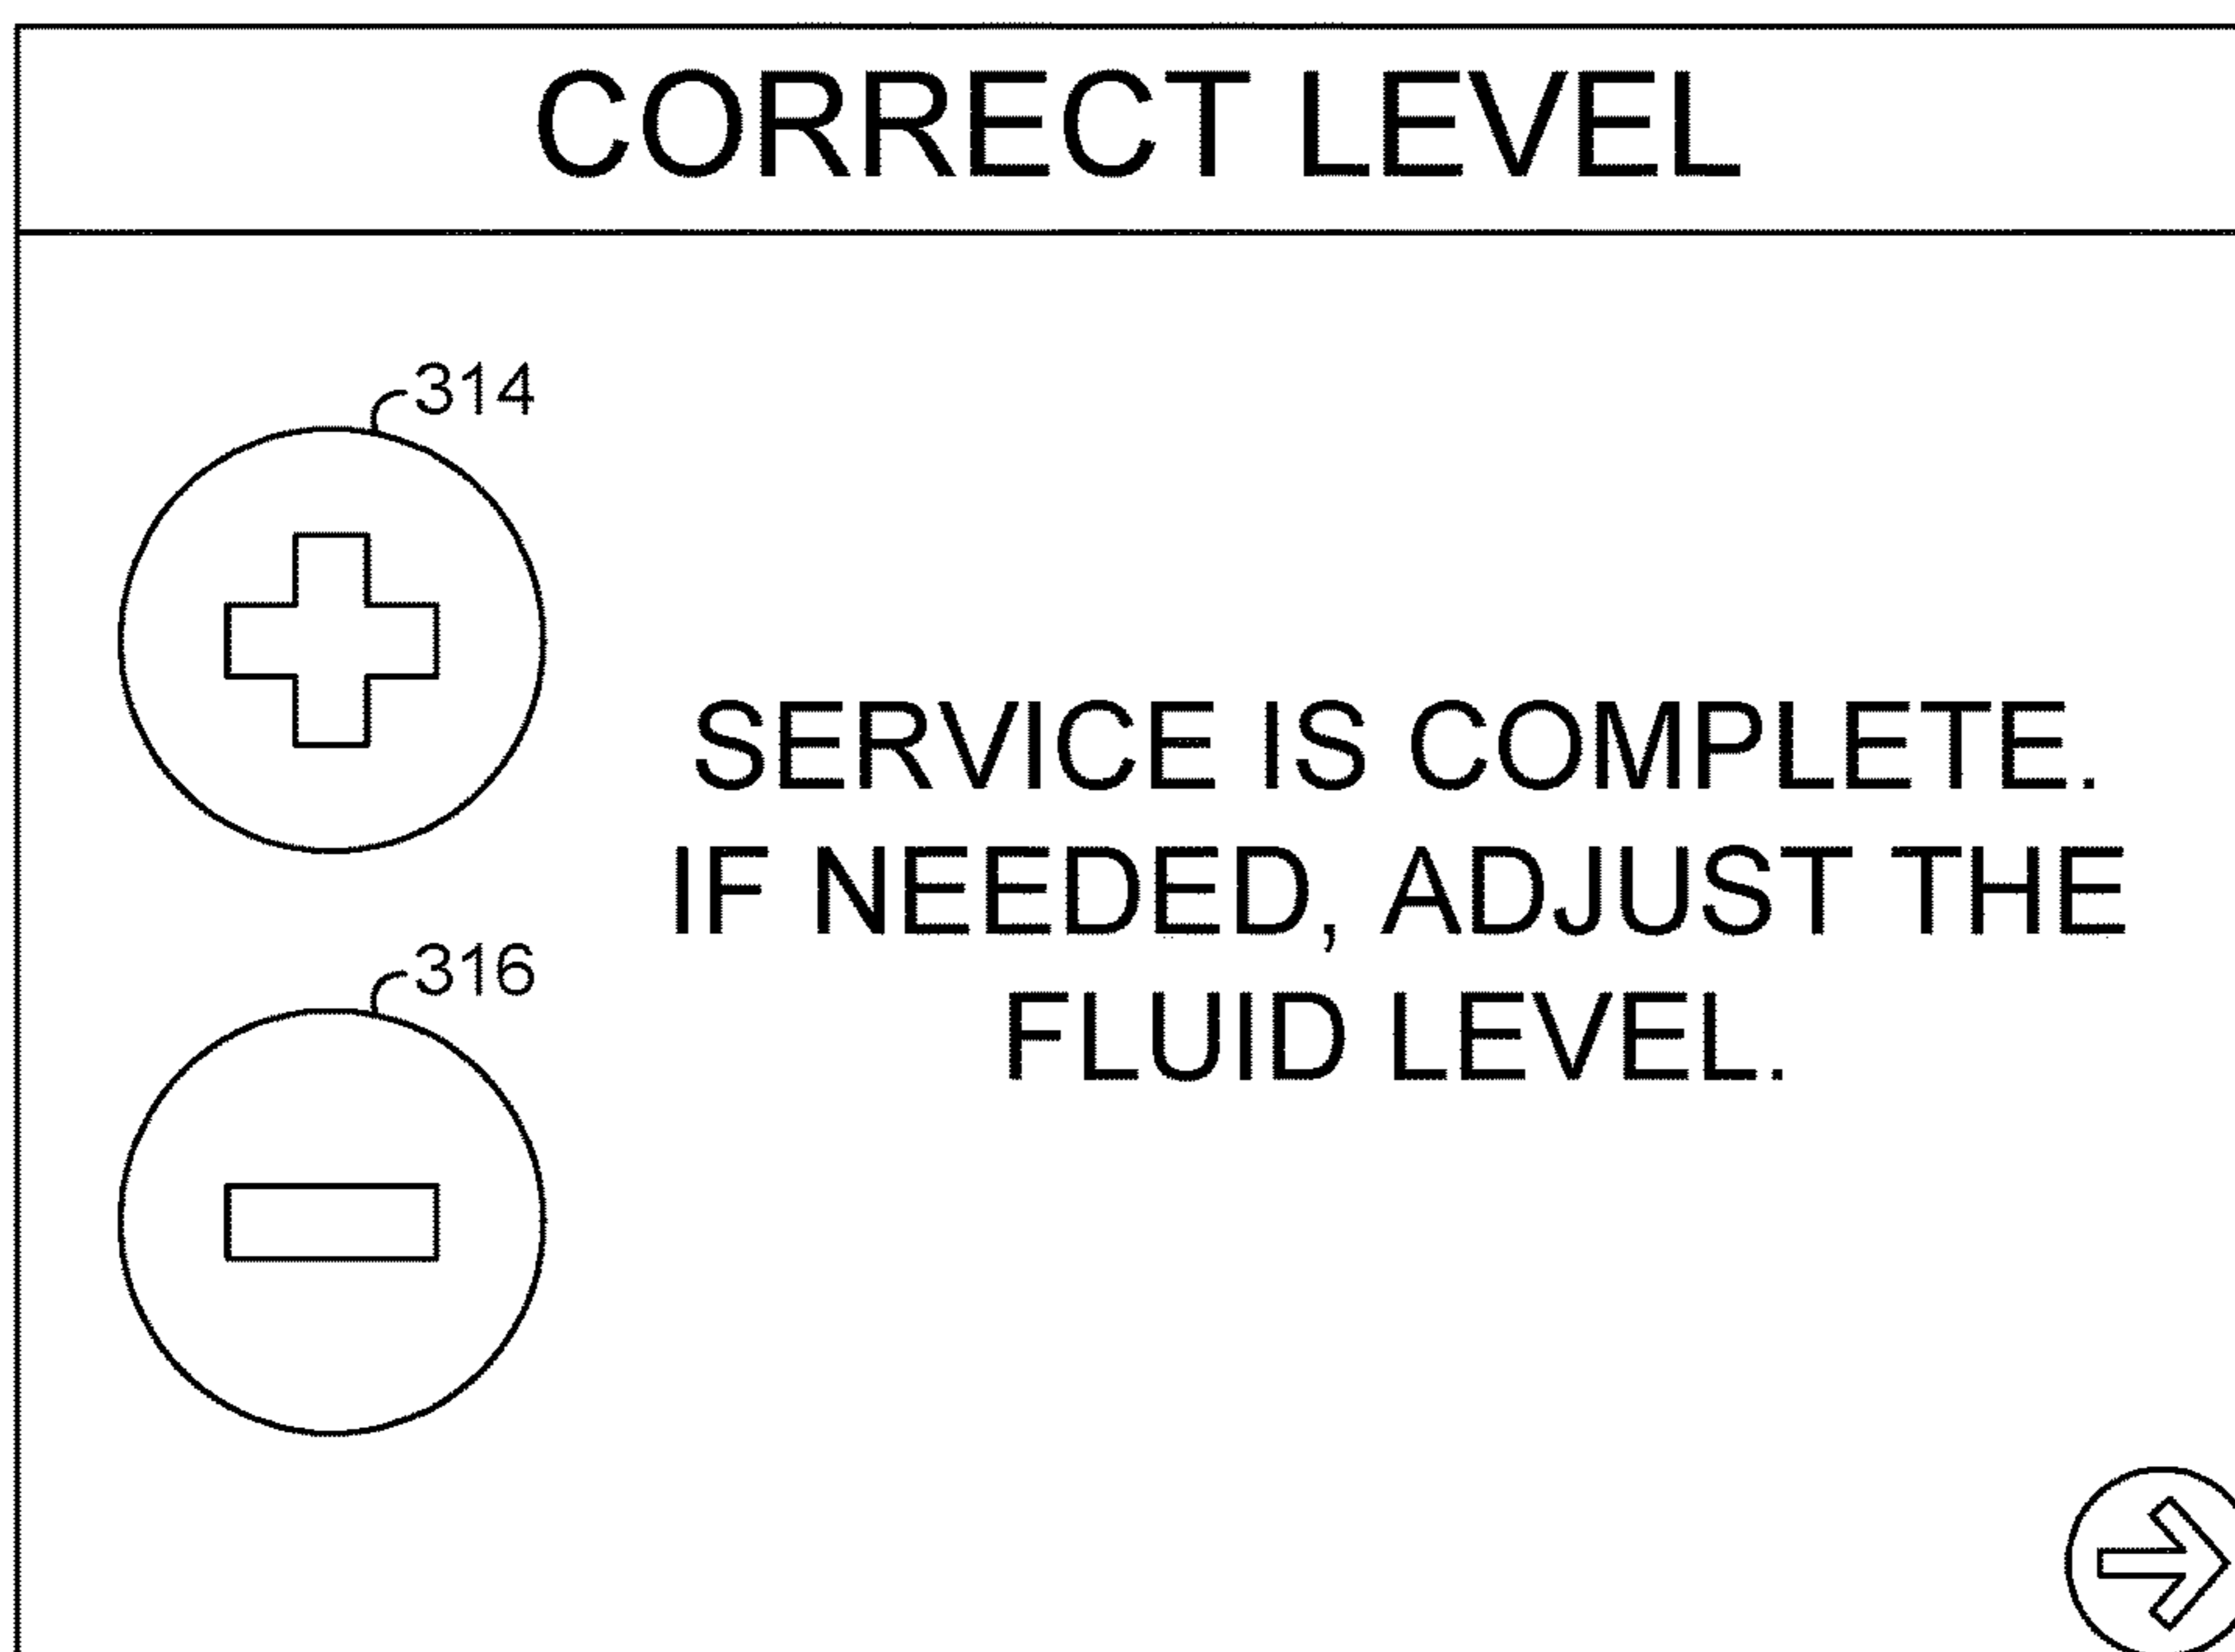 CORRECT LEVEL
314
SERVICE IS COMPLETE.
IF NEEDED, ADJUST THE
316
FLUID LEVEL.